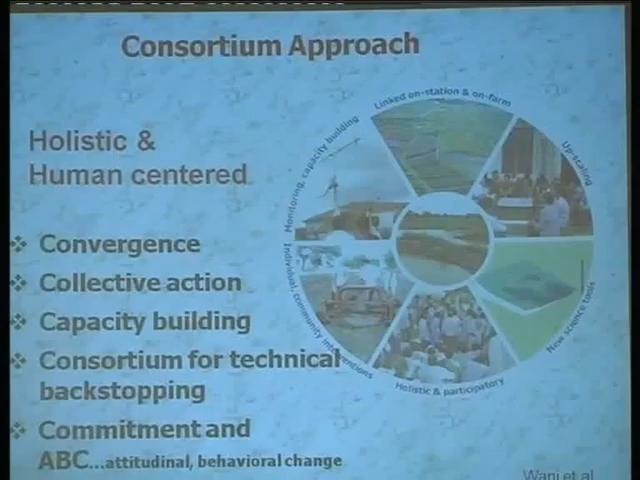 Consortium Approach
Holistic &
Human centered
Convergence
Collective action
Capacity building
Consortium for technical
backstopping
Commitment and
ABC...attitudinal, behavioral change
Linked on-station & on-farm
Up-scaling
New science tools
Holistic & participatory
Individual, community interventions
Monitoring, capacity building
Wani et al